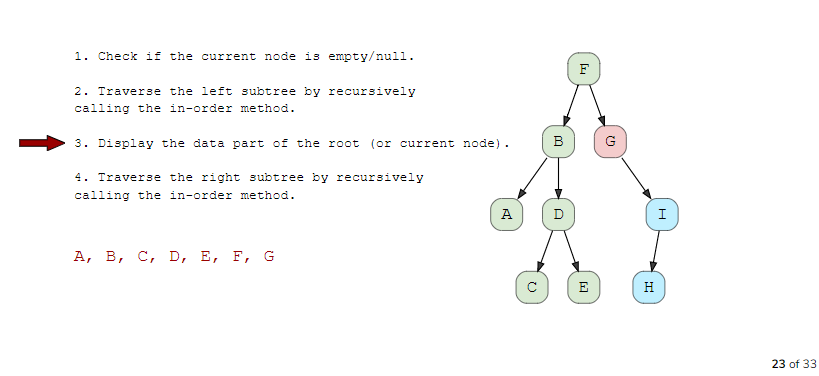 1. Check if the current node is empty/null.
2. Traverse the left subtree by recursively
calling the in-order method.
3. Display the data part of the root (or current node).
4. Traverse the right subtree by recursively
calling the in-order method.
A, B, C, D, E, F, G
F
B G
A D I
C E H
23 of 33